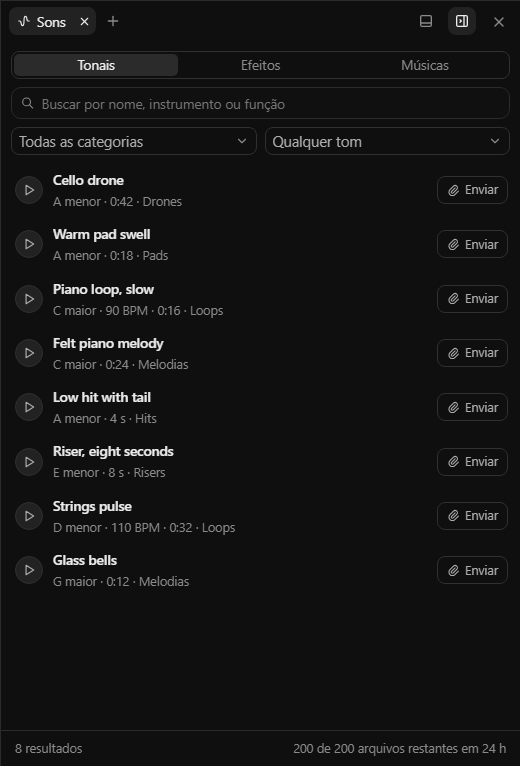 Sons
Tonais Efeitos Músicas
Buscar por nome, instrumento ou função
Todas as categorias Qualquer tom
Cello drone
A menor · 0:42 · Drones
Enviar
Warm pad swell
A menor · 0:18 · Pads
Enviar
Piano loop, slow
C maior · 90 BPM · 0:16 · Loops
Enviar
Felt piano melody
C maior · 0:24 · Melodias
Enviar
Low hit with tail
A menor · 4 s · Hits
Enviar
Riser, eight seconds
E menor · 8 s · Risers
Enviar
Strings pulse
D menor · 110 BPM · 0:32 · Loops
Enviar
Glass bells
G maior · 0:12 · Melodias
Enviar
8 resultados 200 de 200 arquivos restantes em 24 h